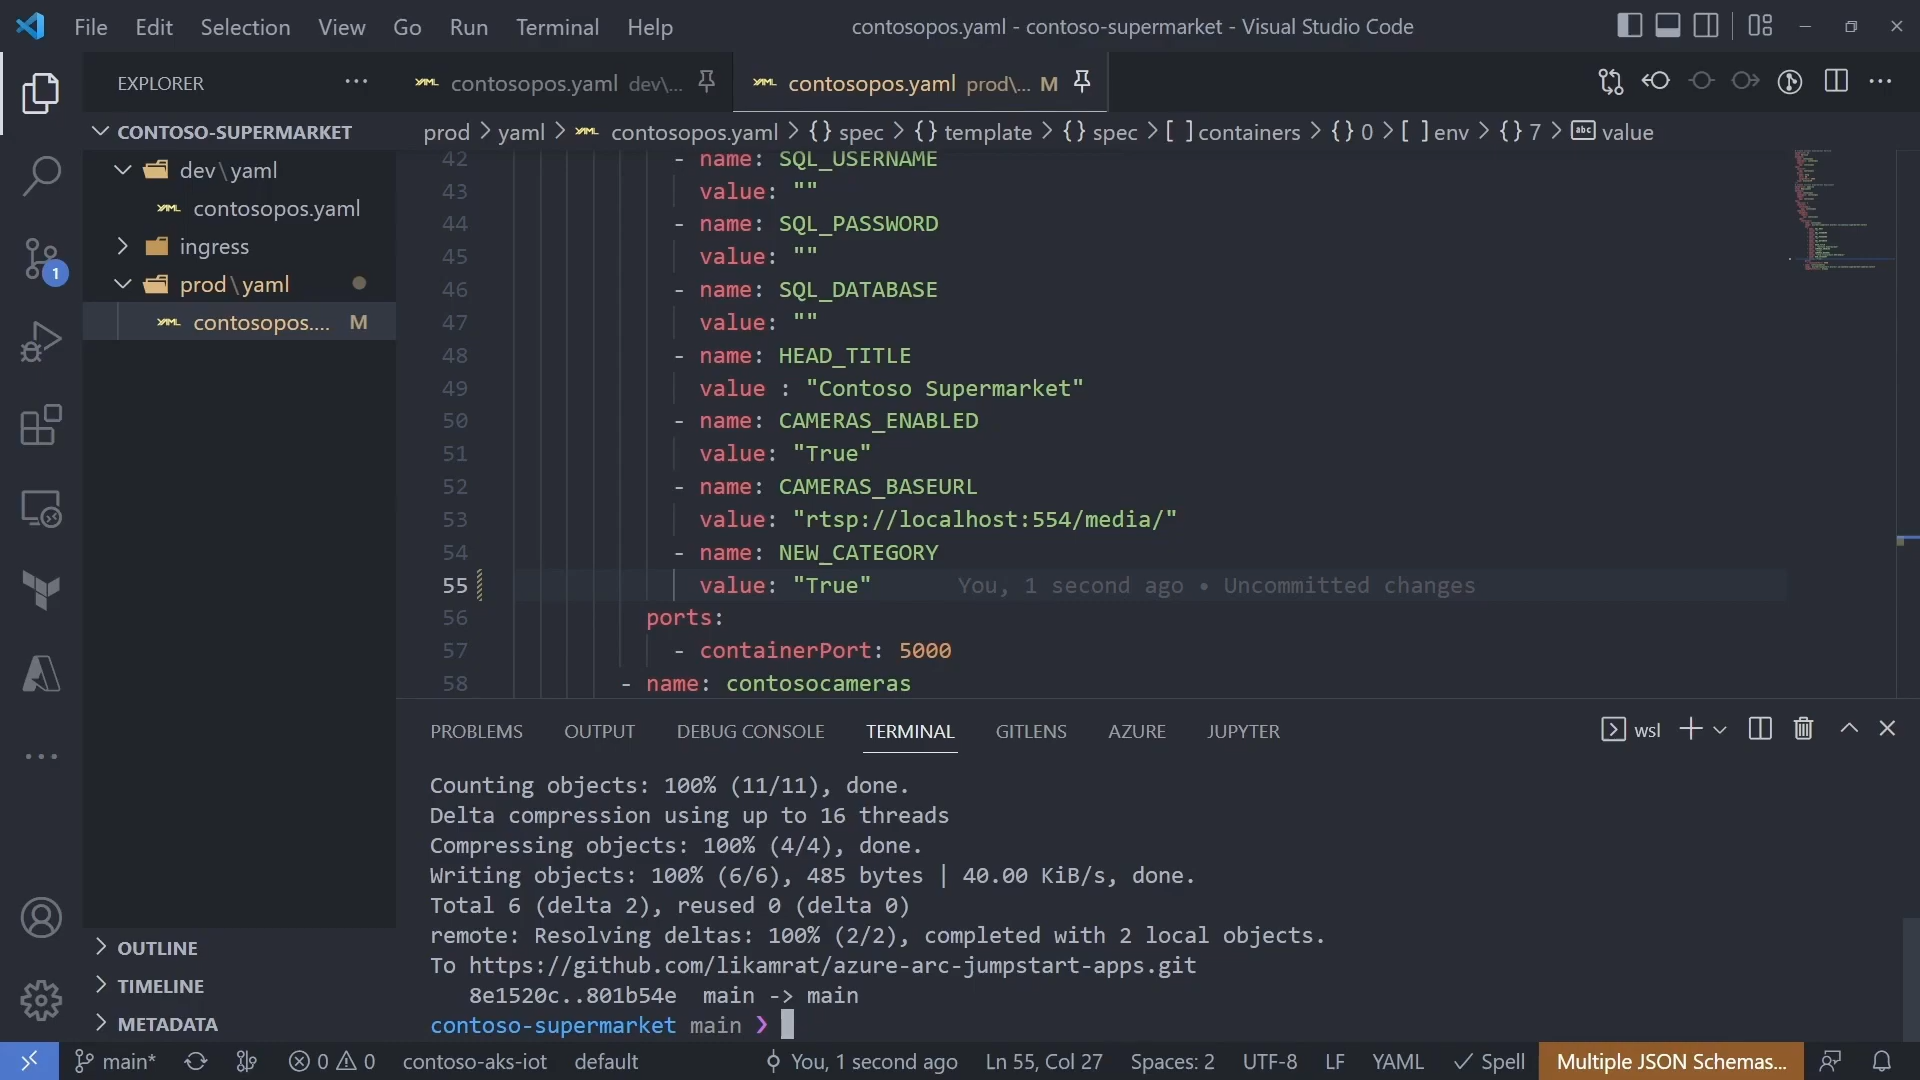 File Edit Selection View Go Run Terminal Help
contosopos.yaml - contoso-supermarket - Visual Studio Code
EXPLORER
contosopos.yaml dev\...
contosopos.yaml prod\... M
CONTOSO-SUPERMARKET
prod > yaml > contosopos.yaml > {} spec > {} template > {} spec > [ ] containers > {} 0 > [ ] env > {} 7 > abc value
dev\yaml
contosopos.yaml
ingress
prod\yaml
contosopos.... M
1
42 - name: SQL_USERNAME
43 value: ""
44 - name: SQL_PASSWORD
45 value: ""
46 - name: SQL_DATABASE
47 value: ""
48 - name: HEAD_TITLE
49 value : "Contoso Supermarket"
50 - name: CAMERAS_ENABLED
51 value: "True"
52 - name: CAMERAS_BASEURL
53 value: "rtsp://localhost:554/media/"
54 - name: NEW_CATEGORY
55 value: "True" You, 1 second ago • Uncommitted changes
56 ports:
57 - containerPort: 5000
58 - name: contosocameras
PROBLEMS OUTPUT DEBUG CONSOLE TERMINAL GITLENS AZURE JUPYTER
wsl
Counting objects: 100% (11/11), done.
Delta compression using up to 16 threads
Compressing objects: 100% (4/4), done.
Writing objects: 100% (6/6), 485 bytes | 40.00 KiB/s, done.
Total 6 (delta 2), reused 0 (delta 0)
remote: Resolving deltas: 100% (2/2), completed with 2 local objects.
To https://github.com/likamrat/azure-arc-jumpstart-apps.git
8e1520c..801b54e main -> main
contoso-supermarket main ❯
OUTLINE
TIMELINE
METADATA
main* 0 0 contoso-aks-iot default You, 1 second ago Ln 55, Col 27 Spaces: 2 UTF-8 LF YAML Spell Multiple JSON Schemas...